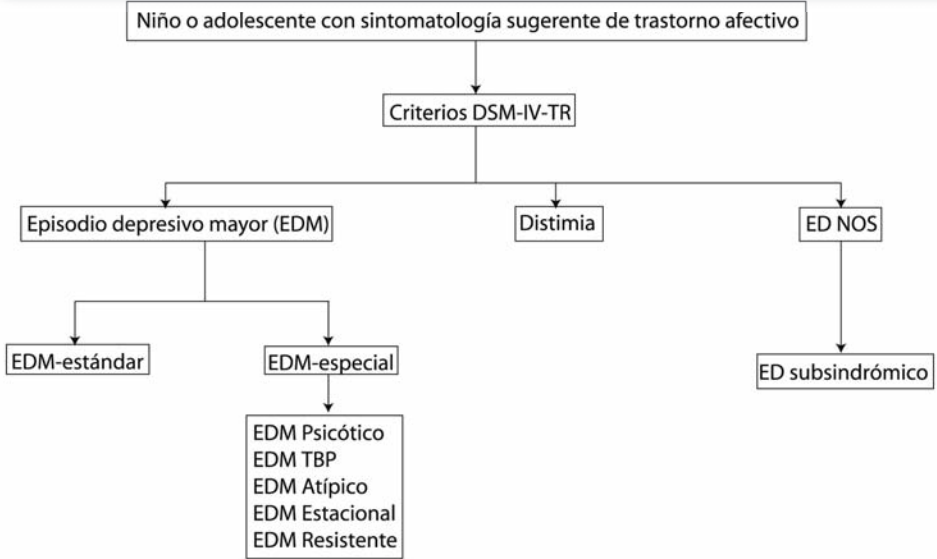 Niño o adolescente con sintomatología sugerente de trastorno afectivo
Criterios DSM-IV-TR
Episodio depresivo mayor (EDM)
Distimia
ED NOS
EDM-estándar
EDM-especial
ED subsindrómico
EDM Psicótico
EDM TBP
EDM Atípico
EDM Estacional
EDM Resistente